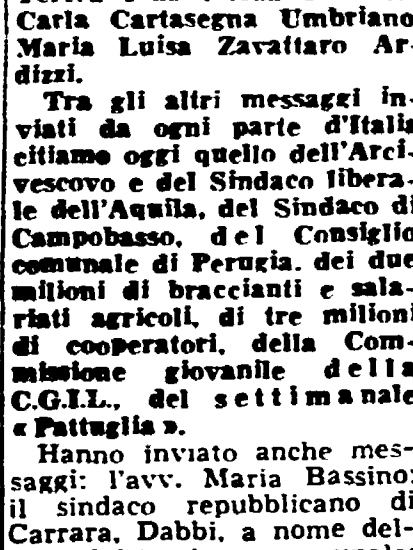 Carla Cartasegna Umbriano
Maria Luisa Zavattaro Ar-
dizzi.
Tra gli altri messaggi in-
viati da ogni parte d'Italia
citiamo oggi quello dell'Arci-
vescovo e del Sindaco libera-
le dell'Aquila, del Sindaco di
Campobasso, del Consiglio
comunale di Perugia, dei due
milioni di braccianti e sala-
riati agricoli, di tre milioni
di cooperatori, della Com-
missione giovanile della
C.G.I.L., del settimanale
« Pattuglia ».
Hanno inviato anche mes-
saggi: l'avv. Maria Bassino;
il sindaco repubblicano di
Carrara, Dabbi, a nome del-